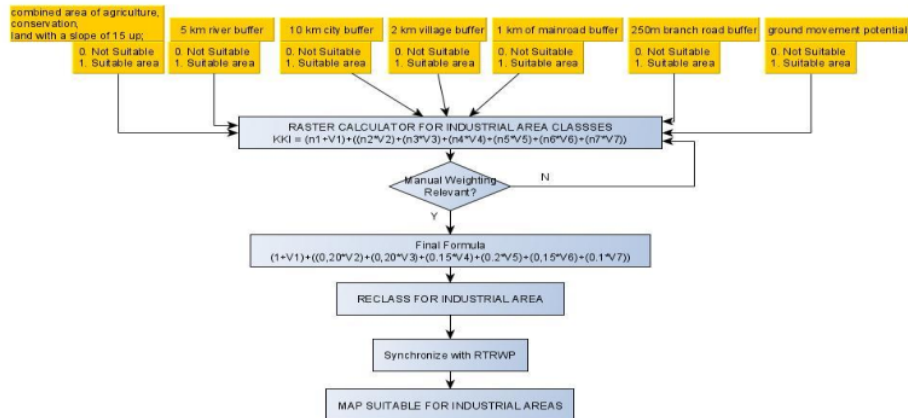 combined area of agriculture,
conservation,
land with a slope of 15 up;
0. Not Suitable
1. Suitable area
5 km river buffer
0. Not Suitable
1. Suitable area
10 km city buffer
0. Not Suitable
1. Suitable area
2 km village buffer
0. Not Suitable
1. Suitable area
1 km of mainroad buffer
0. Not Suitable
1. Suitable area
250m branch road buffer
0. Not Suitable
1. Suitable area
ground movement potential
0. Not Suitable
1. Suitable area
RASTER CALCULATOR FOR INDUSTRIAL AREA CLASSSES
KKI = (n1+V1)+((n2*V2)+(n3*V3)+(n4*V4)+(n5*V5)+(n6*V6)+(n7*V7))
Manual Weighting
Relevant?
N
Y
Final Formula
(1+V1)+((0,20*V2)+(0,20*V3)+(0.15*V4)+(0.2*V5)+(0,15*V6)+(0.1*V7))
RECLASS FOR INDUSTRIAL AREA
Synchronize with RTRWP
MAP SUITABLE FOR INDUSTRIAL AREAS